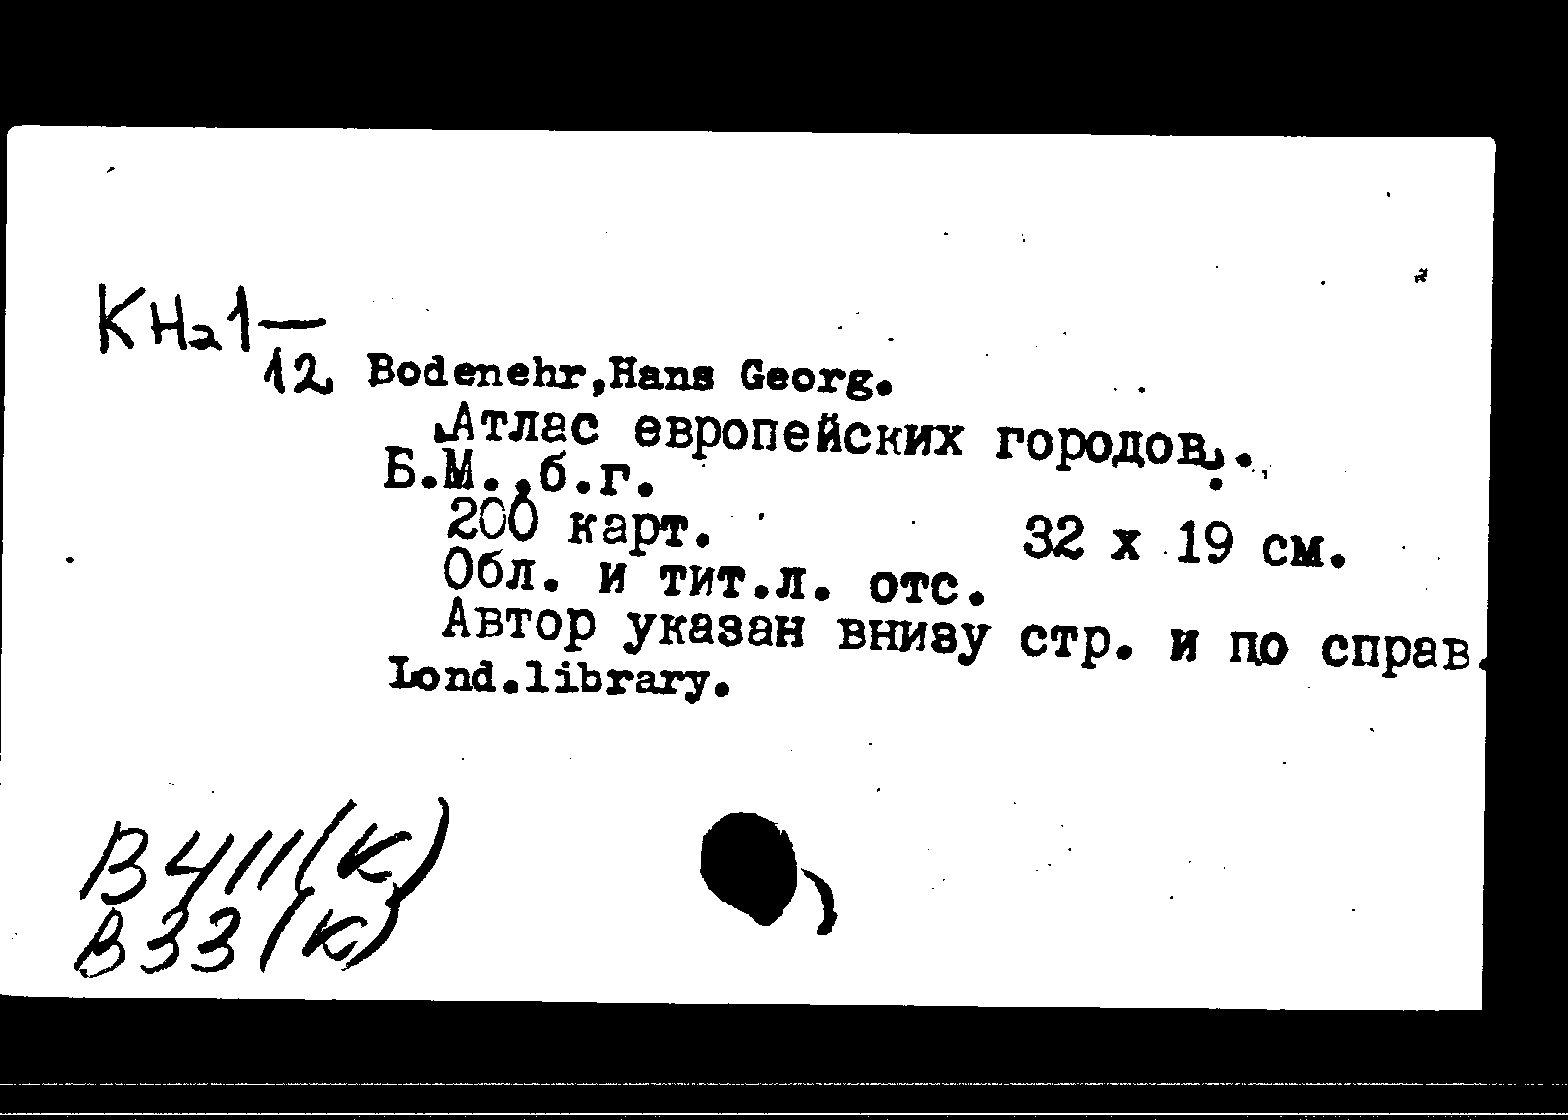 КН₂1—
12 Bodenehr,Hans Georg.
Атлас европейских городов.
Б.М.,б.г.
200 карт. 32 х 19 см.
Обл. и тит.л. отс.
Автор указан внизу стр. и по справ.
Lond.library.
В411(к)
В33(к)